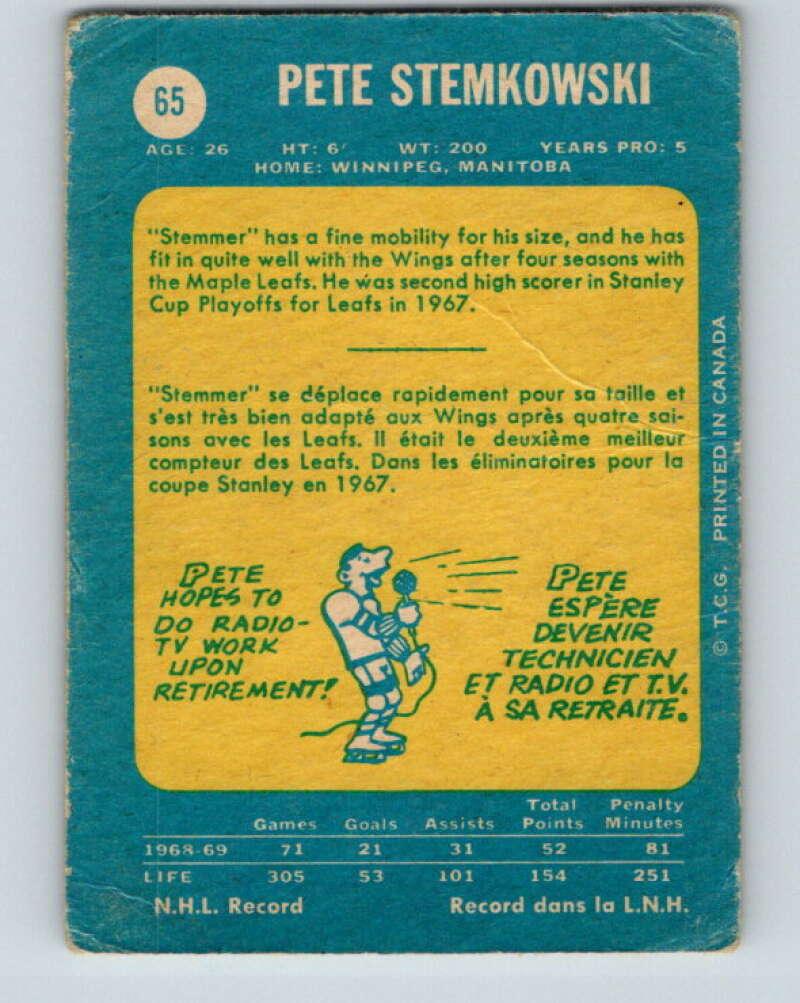 65 PETE STEMKOWSKI
AGE: 26 HT: 6' WT: 200 YEARS PRO: 5
HOME: WINNIPEG, MANITOBA
"Stemmer" has a fine mobility for his size, and he has
fit in quite well with the Wings after four seasons with
the Maple Leafs. He was second high scorer in Stanley
Cup Playoffs for Leafs in 1967.
"Stemmer" se déplace rapidement pour sa taille et
s'est très bien adapté aux Wings après quatre sai-
sons avec les Leafs. Il était le deuxième meilleur
compteur des Leafs. Dans les éliminatoires pour la
coupe Stanley en 1967.
PETE
HOPES TO
DO RADIO-
TV WORK
UPON
RETIREMENT!
PETE
ESPÈRE
DEVENIR
TECHNICIEN
ET RADIO ET T.V.
À SA RETRAITE.
© T.C.G. PRINTED IN CANADA
Games Goals Assists Total Points Penalty Minutes
1968-69 71 21 31 52 81
LIFE 305 53 101 154 251
N.H.L. Record Record dans la L.N.H.